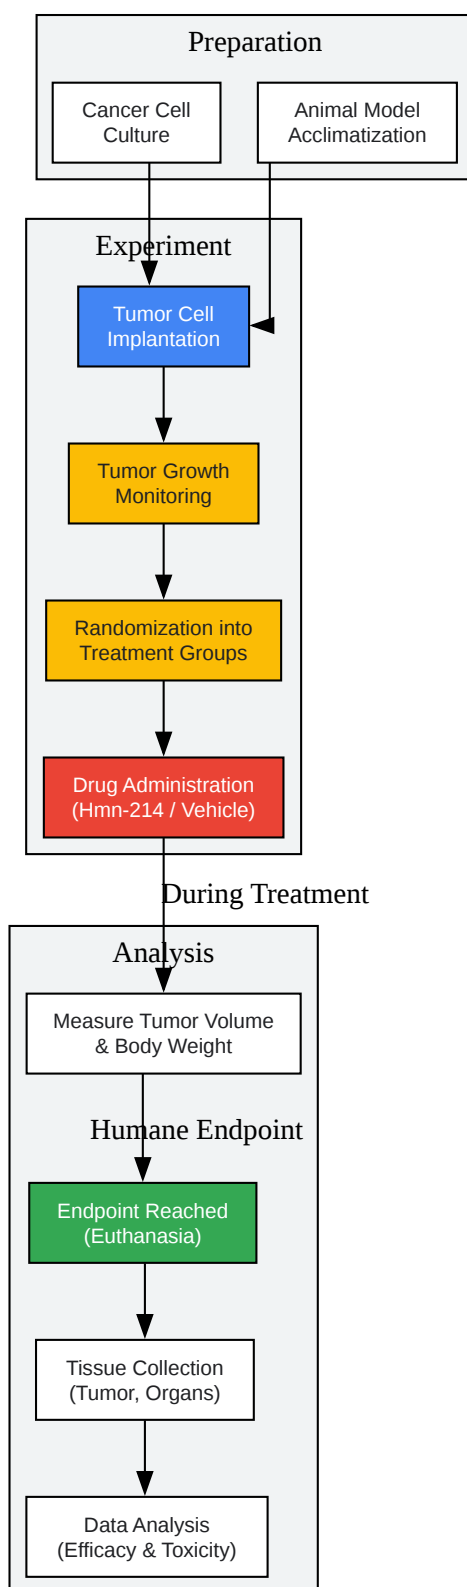 Preparation
Cancer Cell
Culture
Animal Model
Acclimatization
Experiment
Tumor Cell
Implantation
Tumor Growth
Monitoring
Randomization into
Treatment Groups
Drug Administration
(Hmn-214 / Vehicle)
During Treatment
Analysis
Measure Tumor Volume
& Body Weight
Humane Endpoint
Endpoint Reached
(Euthanasia)
Tissue Collection
(Tumor, Organs)
Data Analysis
(Efficacy & Toxicity)